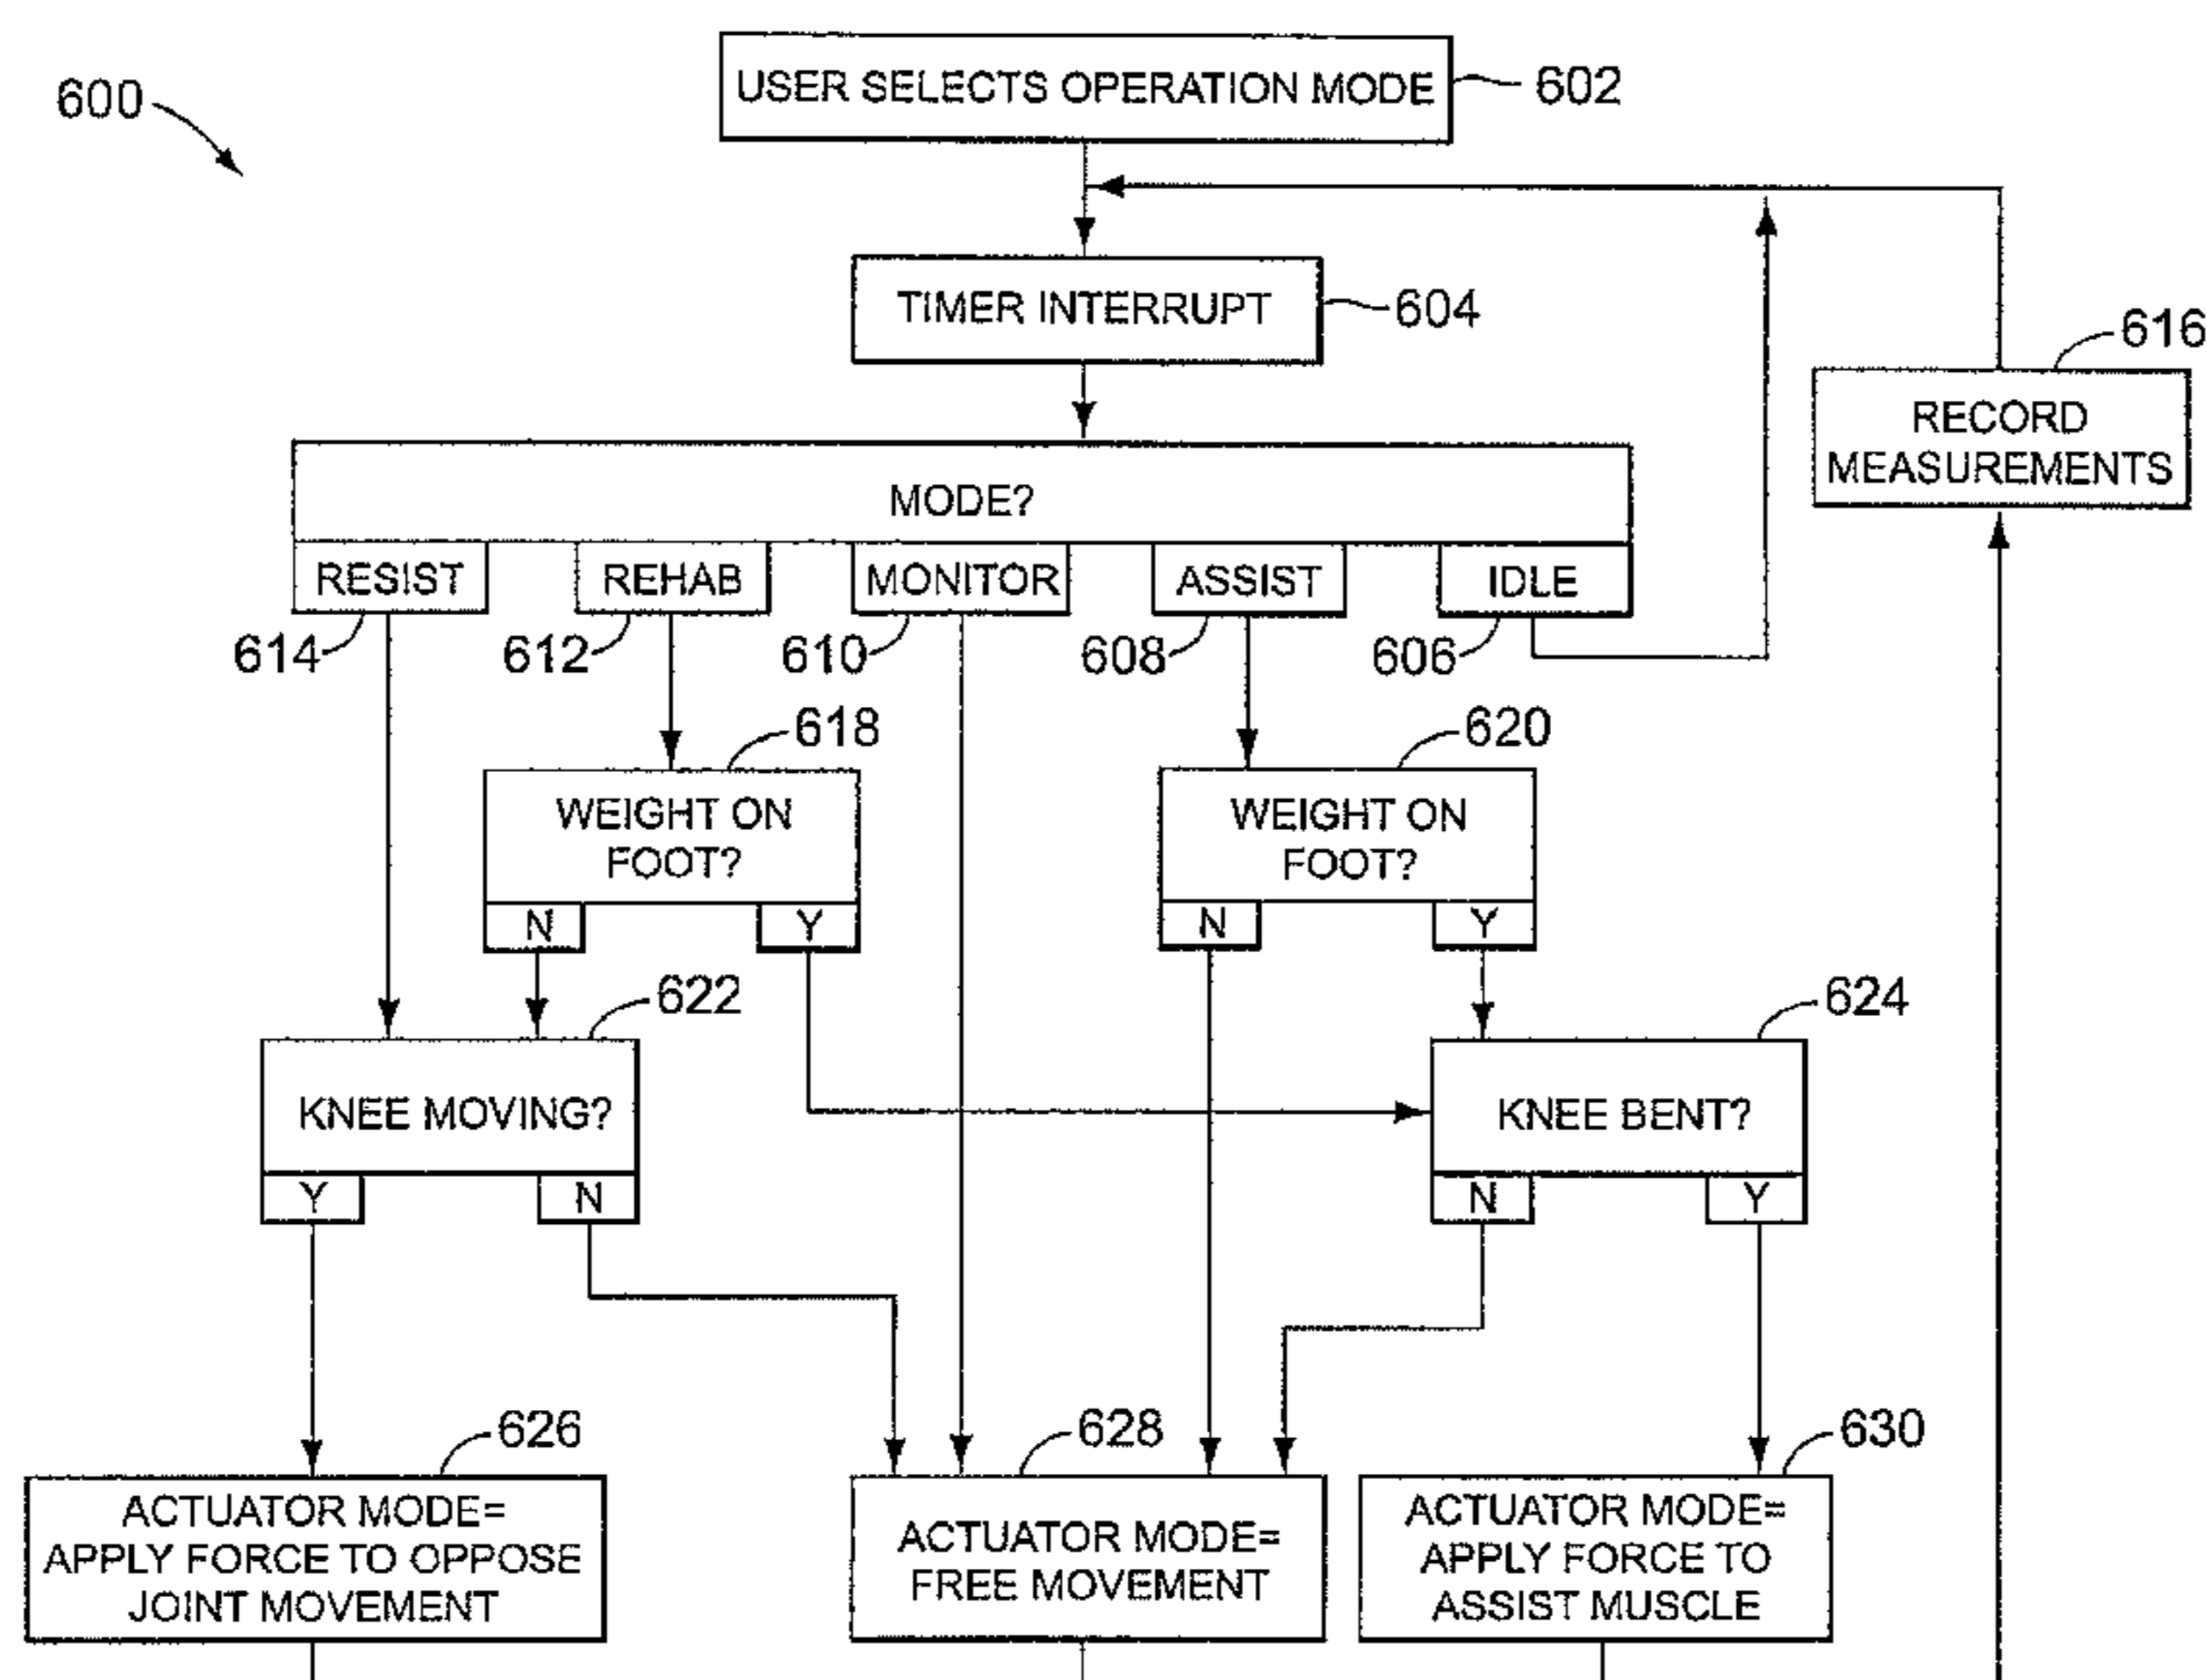 600
USER SELECTS OPERATION MODE
602
TIMER INTERRUPT
604
616
RECORD
MEASUREMENTS
MODE?
RESIST
REHAB
MONITOR
ASSIST
IDLE
614
612
610
608
606
618
620
WEIGHT ON
FOOT?
N
Y
WEIGHT ON
FOOT?
N
Y
622
624
KNEE MOVING?
Y
N
KNEE BENT?
N
Y
626
628
630
ACTUATOR MODE=
APPLY FORCE TO OPPOSE
JOINT MOVEMENT
ACTUATOR MODE=
FREE MOVEMENT
ACTUATOR MODE=
APPLY FORCE TO
ASSIST MUSCLE